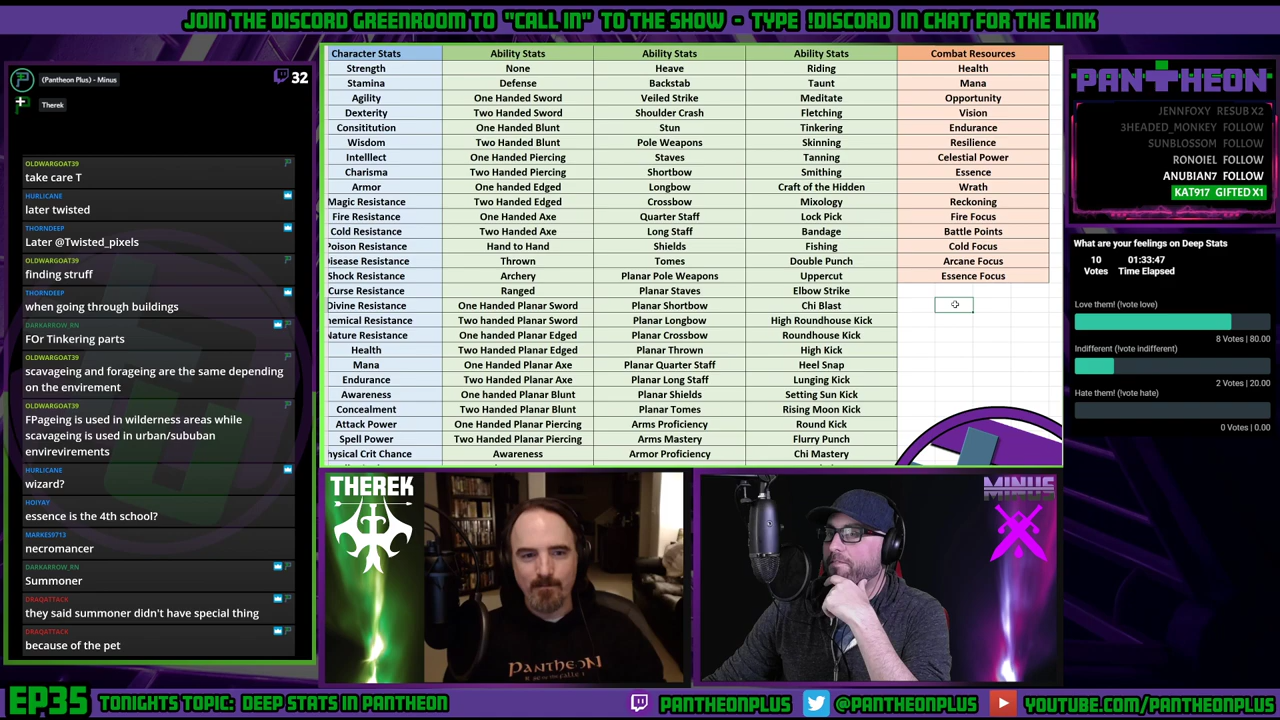 JOIN THE DISCORD GREENROOM TO "CALL IN" TO THE SHOW - TYPE !DISCORD IN CHAT FOR THE LINK
(Pantheon Plus) - Minus
32
Therek
OLDWARGOAT39
take care T
HURLICANE
later twisted
THORNDEEP
Later @Twisted_pixels
OLDWARGOAT39
finding struff
THORNDEEP
when going through buildings
DARKARROW_RN
FOr Tinkering parts
OLDWARGOAT39
scavageing and forageing are the same depending
on the envirement
OLDWARGOAT39
FPageing is used in wilderness areas while
scavageing is used in urban/sububan
envirevirements
HURLICANE
wizard?
HOIYAY
essence is the 4th school?
MARKES9713
necromancer
DARKARROW_RN
Summoner
DRAQATTACK
they said summoner didn't have special thing
DRAQATTACK
because of the pet
Character Stats Ability Stats Ability Stats Ability Stats Combat Resources
Strength None Heave Riding Health
Stamina Defense Backstab Taunt Mana
Agility One Handed Sword Veiled Strike Meditate Opportunity
Dexterity Two Handed Sword Shoulder Crash Fletching Vision
Consititution One Handed Blunt Stun Tinkering Endurance
Wisdom Two Handed Blunt Pole Weapons Skinning Resilience
Intelllect One Handed Piercing Staves Tanning Celestial Power
Charisma Two Handed Piercing Shortbow Smithing Essence
Armor One handed Edged Longbow Craft of the Hidden Wrath
Magic Resistance Two Handed Edged Crossbow Mixology Reckoning
Fire Resistance One Handed Axe Quarter Staff Lock Pick Fire Focus
Cold Resistance Two Handed Axe Long Staff Bandage Battle Points
Poison Resistance Hand to Hand Shields Fishing Cold Focus
Disease Resistance Thrown Tomes Double Punch Arcane Focus
Shock Resistance Archery Planar Pole Weapons Uppercut Essence Focus
Curse Resistance Ranged Planar Staves Elbow Strike
Divine Resistance One Handed Planar Sword Planar Shortbow Chi Blast
hemical Resistance Two handed Planar Sword Planar Longbow High Roundhouse Kick
Nature Resistance One handed Planar Edged Planar Crossbow Roundhouse Kick
Health Two Handed Planar Edged Planar Thrown High Kick
Mana One Handed Planar Axe Planar Quarter Staff Heel Snap
Endurance Two Handed Planar Axe Planar Long Staff Lunging Kick
Awareness One handed Planar Blunt Planar Shields Setting Sun Kick
Concealment Two Handed Planar Blunt Planar Tomes Rising Moon Kick
Attack Power One Handed Planar Piercing Arms Proficiency Round Kick
Spell Power Two Handed Planar Piercing Arms Mastery Flurry Punch
hysical Crit Chance Awareness Armor Proficiency Chi Mastery
PANTHEON
JENNFOXY RESUB X2
3HEADED_MONKEY FOLLOW
SUNBLOSSOM FOLLOW
RONOIEL FOLLOW
ANUBIAN7 FOLLOW
KAT917 GIFTED X1
What are your feelings on Deep Stats
10 01:33:47
Votes Time Elapsed
Love them! (!vote love)
8 Votes | 80.00
Indifferent (!vote indifferent)
2 Votes | 20.00
Hate them! (!vote hate)
0 Votes | 0.00
THEREK
MINUS
PANTHEON
EP35 TONIGHTS TOPIC: DEEP STATS IN PANTHEON PANTHEONPLUS @PANTHEONPLUS YOUTUBE.COM/PANTHEONPLUS